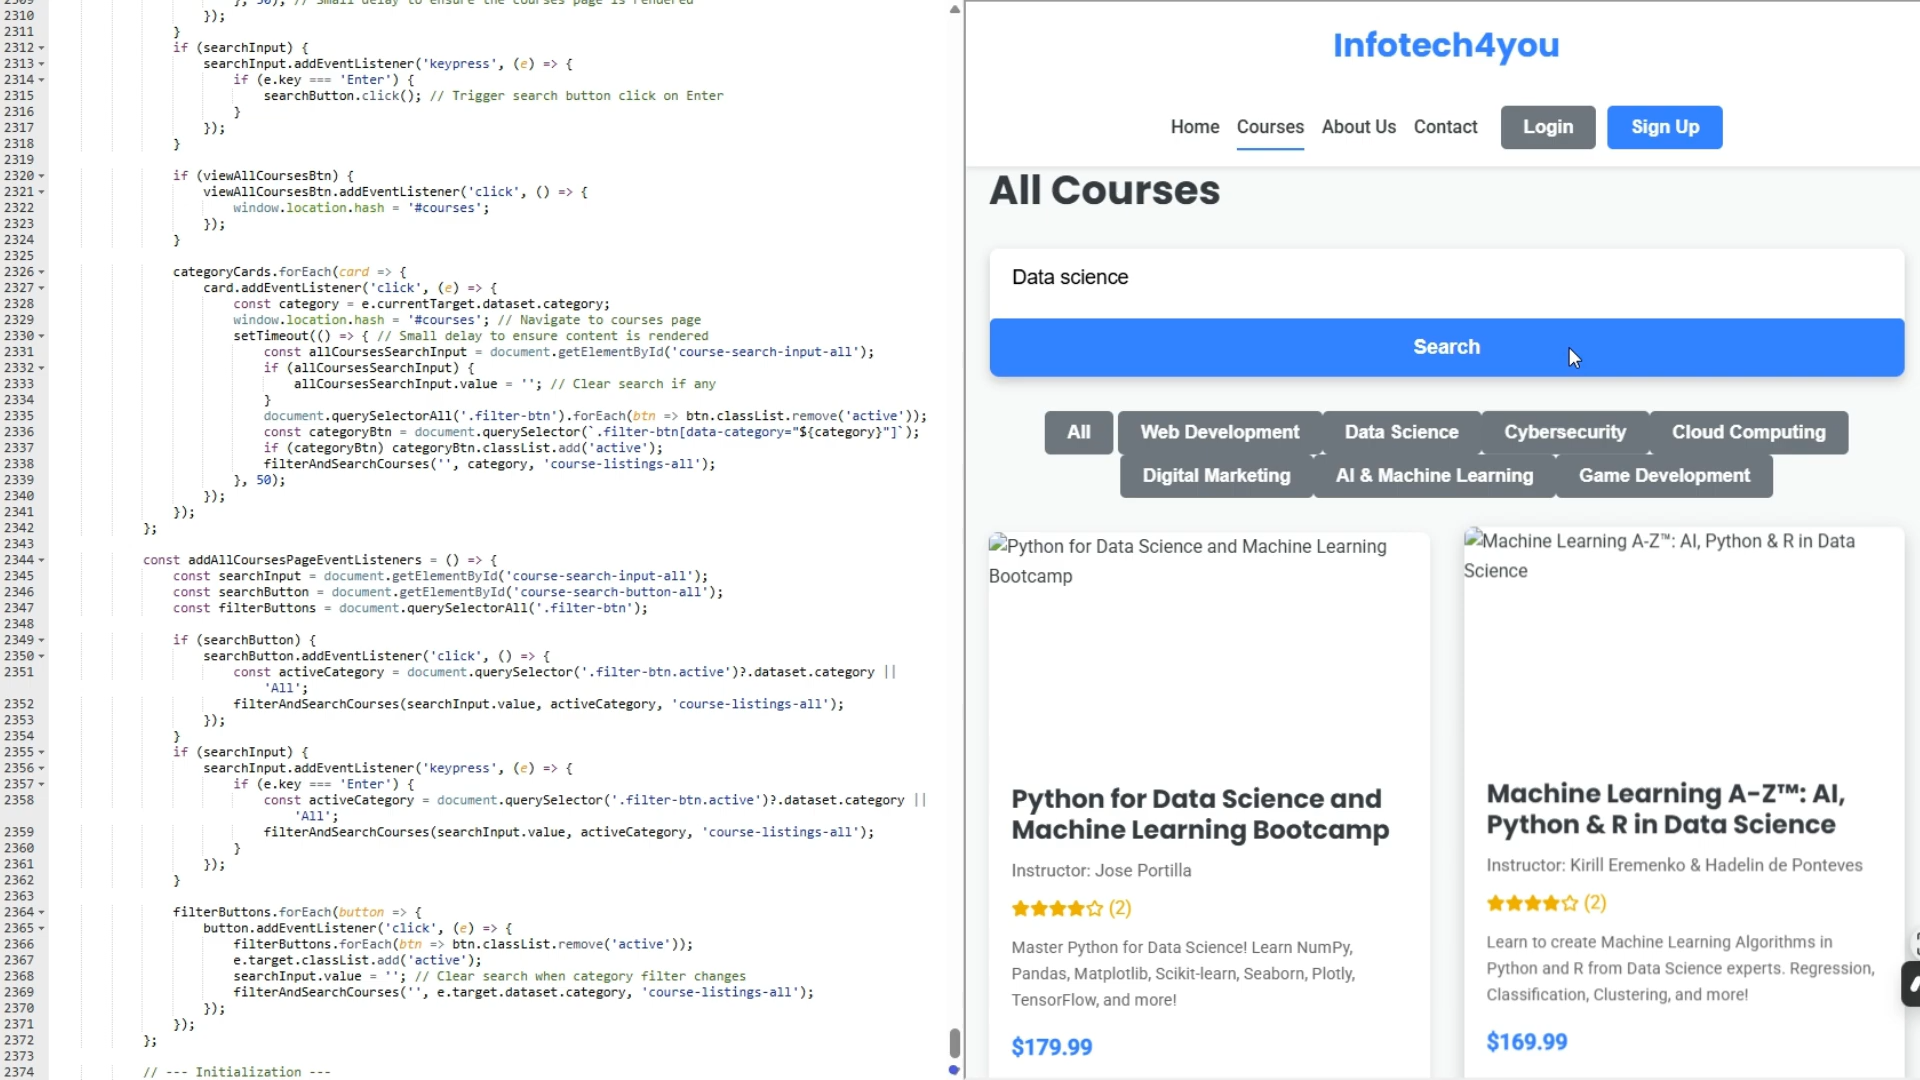 2309 }, 50); // Small delay to ensure the courses page is rendered
2310 });
2311 }
2312 if (searchInput) {
2313 searchInput.addEventListener('keypress', (e) => {
2314 if (e.key === 'Enter') {
2315 searchButton.click(); // Trigger search button click on Enter
2316 }
2317 });
2318 }
2319
2320 if (viewAllCoursesBtn) {
2321 viewAllCoursesBtn.addEventListener('click', () => {
2322 window.location.hash = '#courses';
2323 });
2324 }
2325
2326 categoryCards.forEach(card => {
2327 card.addEventListener('click', (e) => {
2328 const category = e.currentTarget.dataset.category;
2329 window.location.hash = '#courses'; // Navigate to courses page
2330 setTimeout(() => { // Small delay to ensure content is rendered
2331 const allCoursesSearchInput = document.getElementById('course-search-input-all');
2332 if (allCoursesSearchInput) {
2333 allCoursesSearchInput.value = ''; // Clear search if any
2334 }
2335 document.querySelectorAll('.filter-btn').forEach(btn => btn.classList.remove('active'));
2336 const categoryBtn = document.querySelector(`.filter-btn[data-category="${category}"]`);
2337 if (categoryBtn) categoryBtn.classList.add('active');
2338 filterAndSearchCourses('', category, 'course-listings-all');
2339 }, 50);
2340 });
2341 });
2342 };
2343
2344 const addAllCoursesPageEventListeners = () => {
2345 const searchInput = document.getElementById('course-search-input-all');
2346 const searchButton = document.getElementById('course-search-button-all');
2347 const filterButtons = document.querySelectorAll('.filter-btn');
2348
2349 if (searchButton) {
2350 searchButton.addEventListener('click', () => {
2351 const activeCategory = document.querySelector('.filter-btn.active')?.dataset.category ||
'All';
2352 filterAndSearchCourses(searchInput.value, activeCategory, 'course-listings-all');
2353 });
2354 }
2355 if (searchInput) {
2356 searchInput.addEventListener('keypress', (e) => {
2357 if (e.key === 'Enter') {
2358 const activeCategory = document.querySelector('.filter-btn.active')?.dataset.category ||
'All';
2359 filterAndSearchCourses(searchInput.value, activeCategory, 'course-listings-all');
2360 }
2361 });
2362 }
2363
2364 filterButtons.forEach(button => {
2365 button.addEventListener('click', (e) => {
2366 filterButtons.forEach(btn => btn.classList.remove('active'));
2367 e.target.classList.add('active');
2368 searchInput.value = ''; // Clear search when category filter changes
2369 filterAndSearchCourses('', e.target.dataset.category, 'course-listings-all');
2370 });
2371 });
2372 };
2373
2374 // --- Initialization ---
Infotech4you
Home Courses About Us Contact Login Sign Up
All Courses
Data science
Search
All Web Development Data Science Cybersecurity Cloud Computing
Digital Marketing AI & Machine Learning Game Development
Python for Data Science and Machine Learning
Bootcamp
Python for Data Science and
Machine Learning Bootcamp
Instructor: Jose Portilla
★★★★☆ (2)
Master Python for Data Science! Learn NumPy,
Pandas, Matplotlib, Scikit-learn, Seaborn, Plotly,
TensorFlow, and more!
$179.99
Machine Learning A-Z™: AI, Python & R in Data
Science
Machine Learning A-Z™: AI,
Python & R in Data Science
Instructor: Kirill Eremenko & Hadelin de Ponteves
★★★★☆ (2)
Learn to create Machine Learning Algorithms in
Python and R from Data Science experts. Regression,
Classification, Clustering, and more!
$169.99